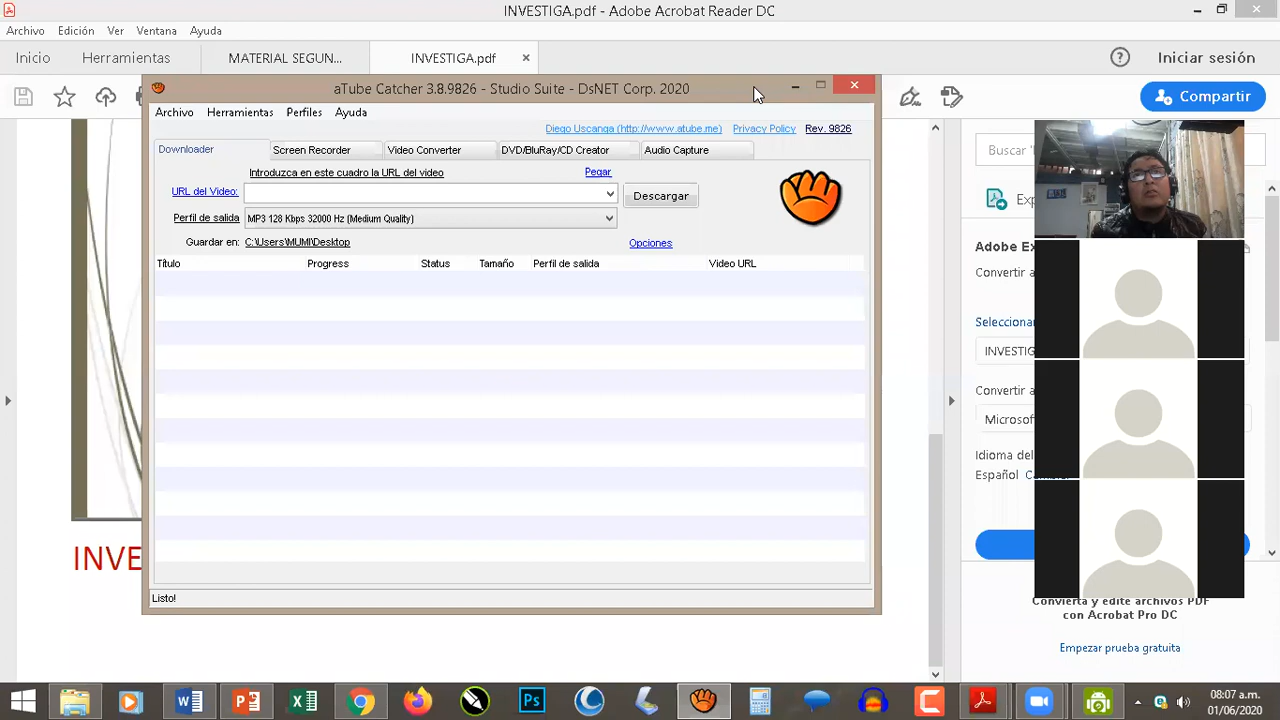 INVESTIGA.pdf - Adobe Acrobat Reader DC
Archivo Edición Ver Ventana Ayuda
Inicio Herramientas MATERIAL SEGUN... INVESTIGA.pdf × Iniciar sesión
Compartir
aTube Catcher 3.8.9826 - Studio Suite - DsNET Corp. 2020
Archivo Herramientas Perfiles Ayuda
Diego Uscanga (http://www.atube.me) Privacy Policy Rev. 9826
Downloader Screen Recorder Video Converter DVD/BluRay/CD Creator Audio Capture
Introduzca en este cuadro la URL del video Pegar
URL del Video: Descargar
Perfil de salida MP3 128 Kbps 32000 Hz (Medium Quality)
Guardar en: C:\Users\MUMI\Desktop Opciones
Título Progress Status Tamaño Perfil de salida Video URL
Listo!
INVE
Buscar
Exp
Adobe Ex
Convertir a
Seleccionar
INVESTIG
Convertir a
Microsof
Idioma del
Español
Convierta y edite archivos PDF
con Acrobat Pro DC
Empezar prueba gratuita
08:07 a.m.
01/06/2020